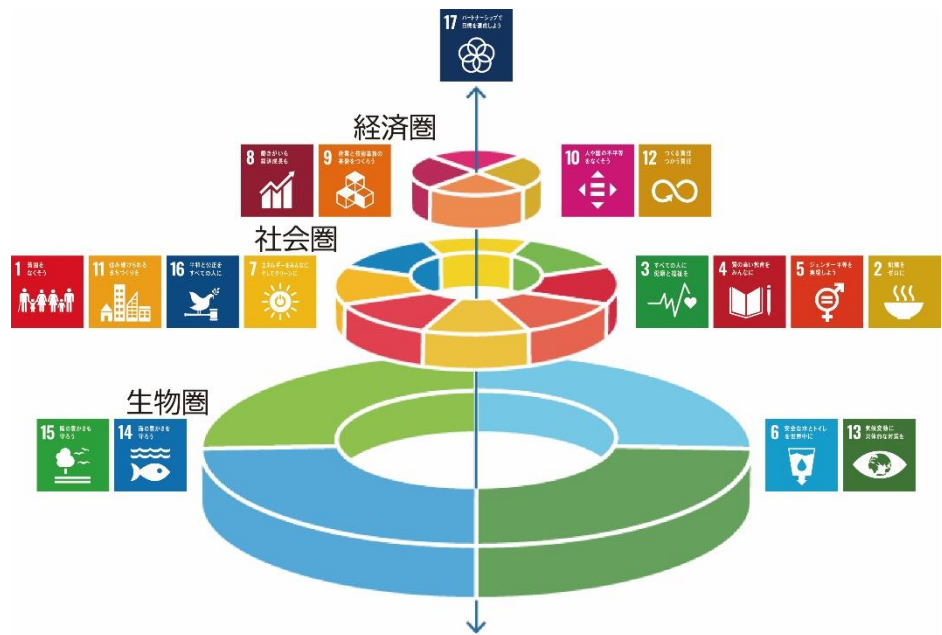 17 パートナーシップで
目標を達成しよう
経済圏
8 働きがいも
経済成長も
9 産業と技術革新の
基盤をつくろう
10 人や国の不平等
をなくそう
12 つくる責任
つかう責任
社会圏
1 貧困を
なくそう
11 住み続けられる
まちづくりを
16 平和と公正を
すべての人に
7 エネルギーをみんなに
そしてクリーンに
3 すべての人に
健康と福祉を
4 質の高い教育を
みんなに
5 ジェンダー平等を
実現しよう
2 飢餓を
ゼロに
生物圏
15 陸の豊かさも
守ろう
14 海の豊かさを
守ろう
6 安全な水とトイレ
を世界中に
13 気候変動に
具体的な対策を